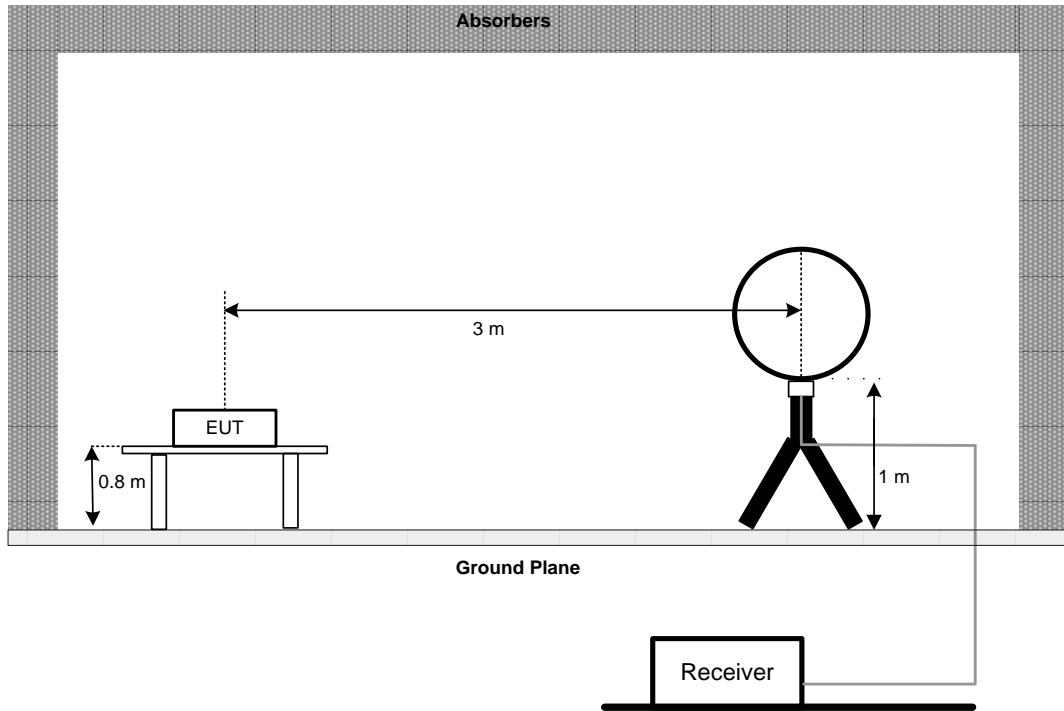 Absorbers
3 m
EUT
0.8 m
1 m
Ground Plane
Receiver